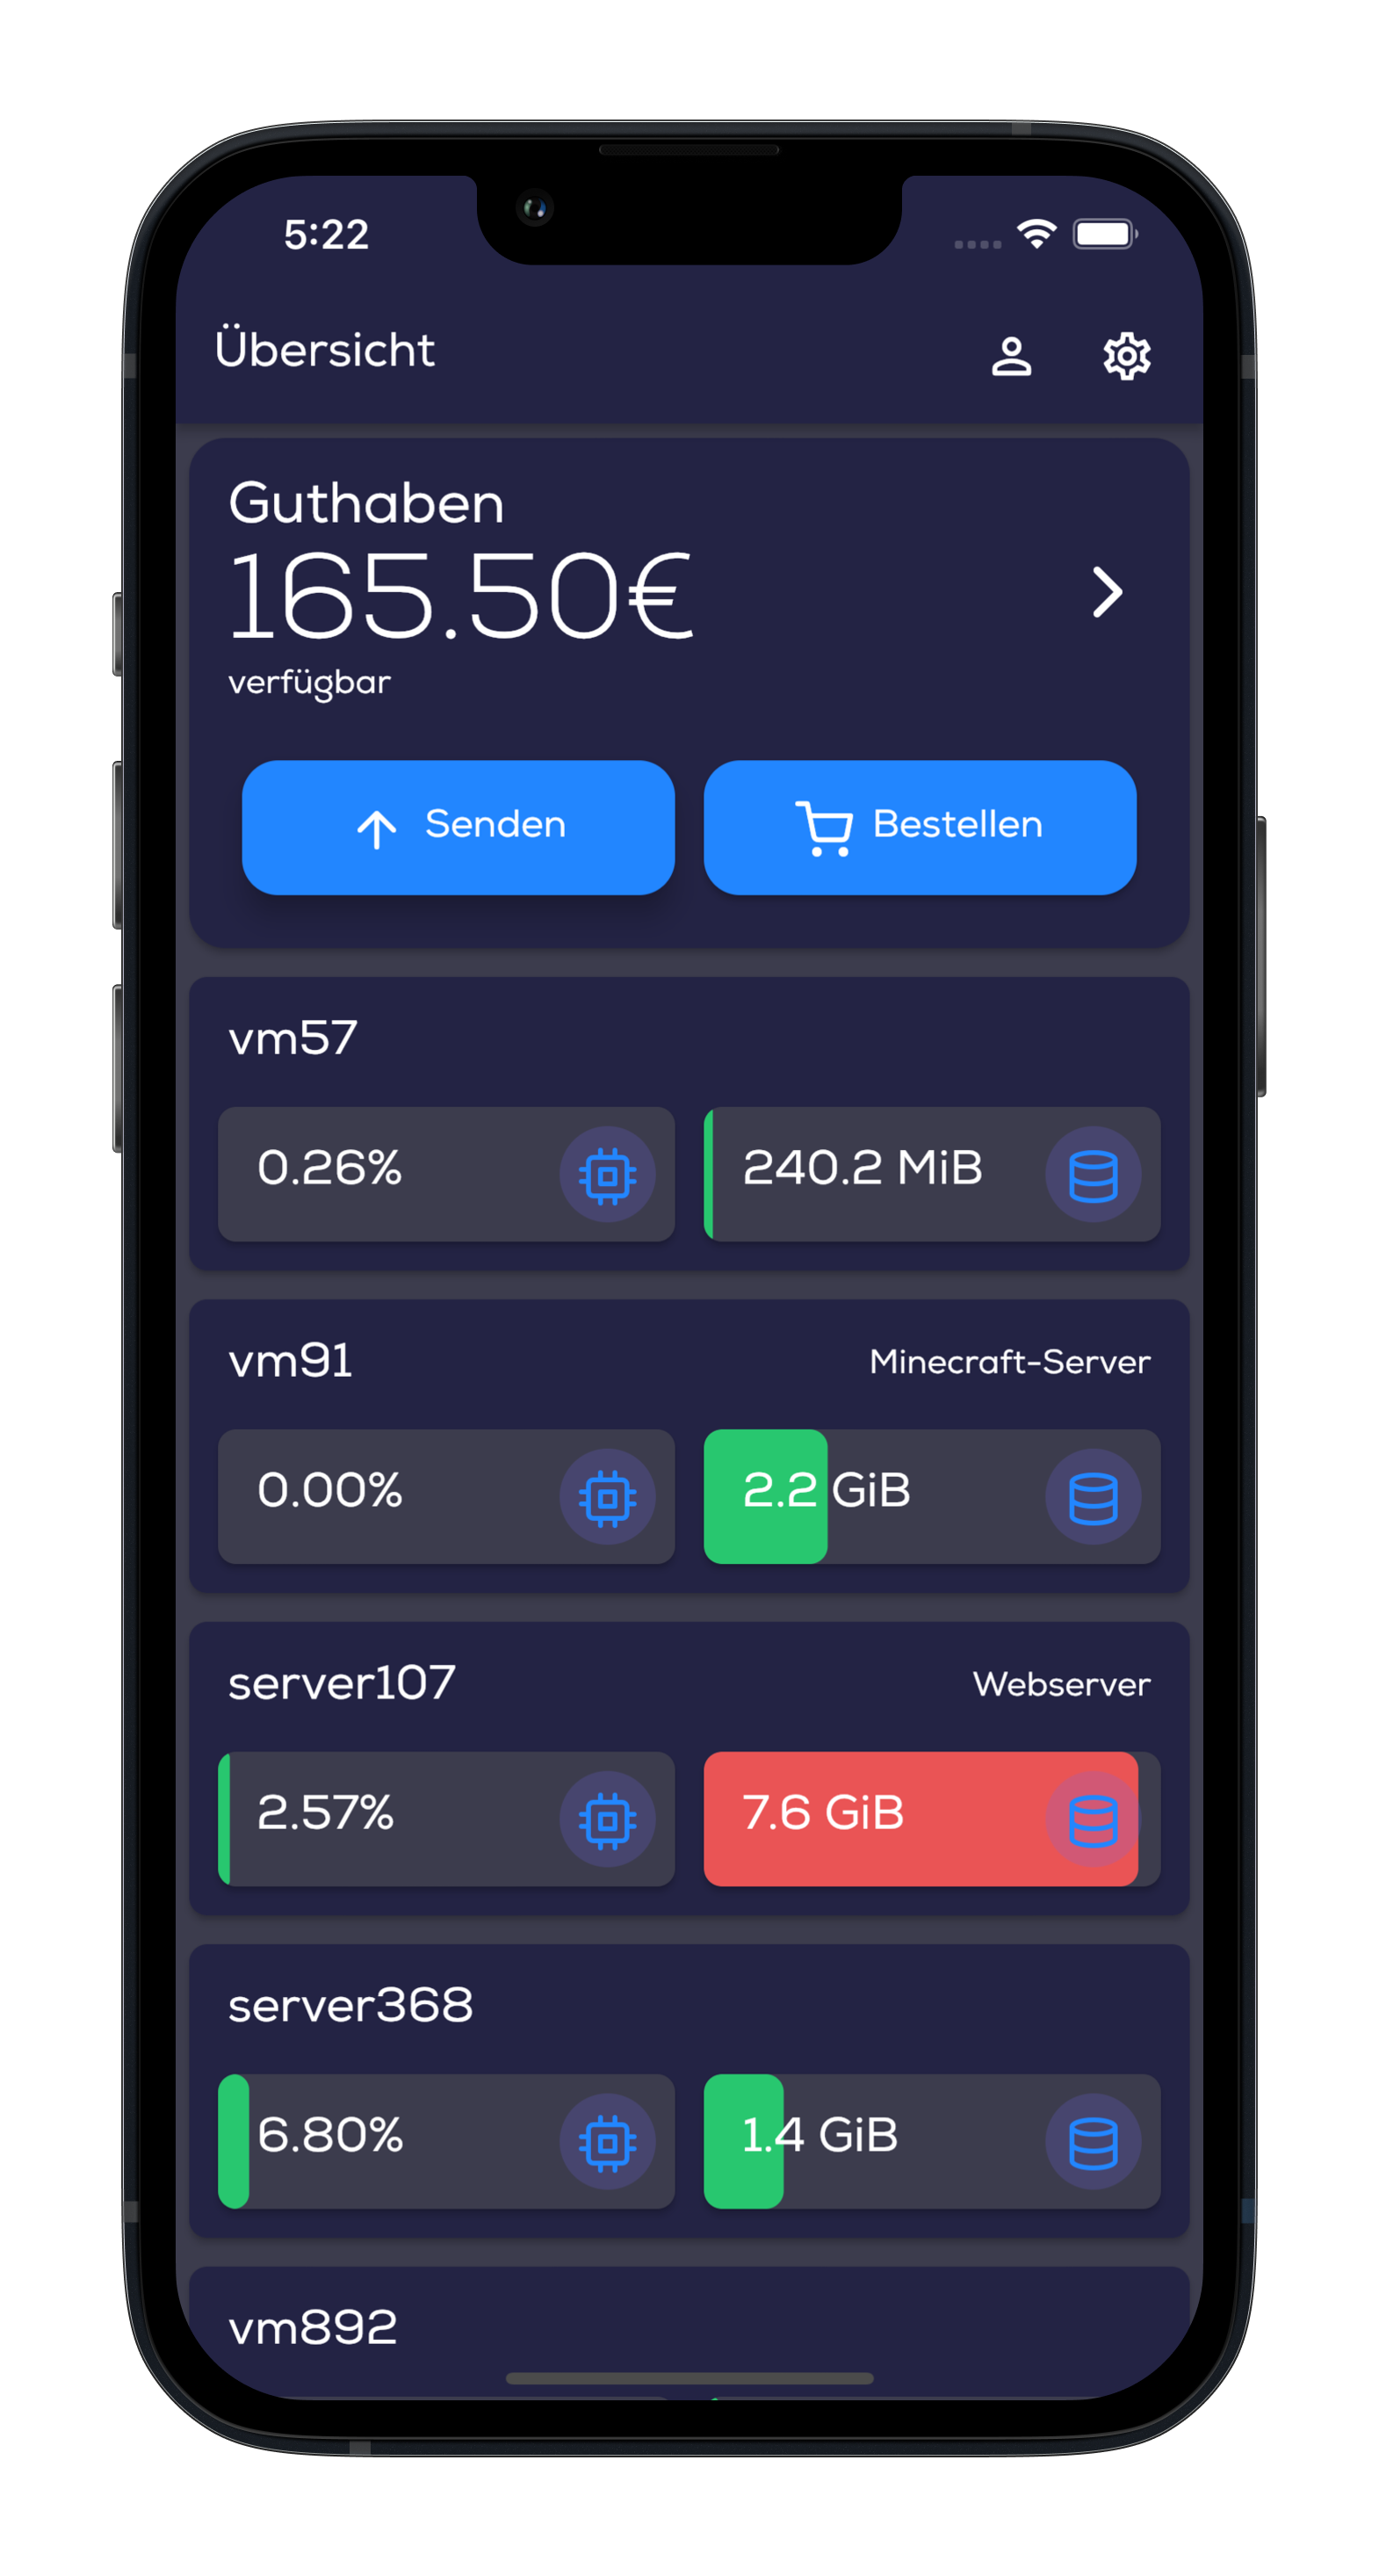 5:22
Übersicht
Guthaben
165.50€
verfügbar
Senden
Bestellen
vm57
0.26%
240.2 MiB
vm91
Minecraft-Server
0.00%
2.2 GiB
server107
Webserver
2.57%
7.6 GiB
server368
6.80%
1.4 GiB
vm892